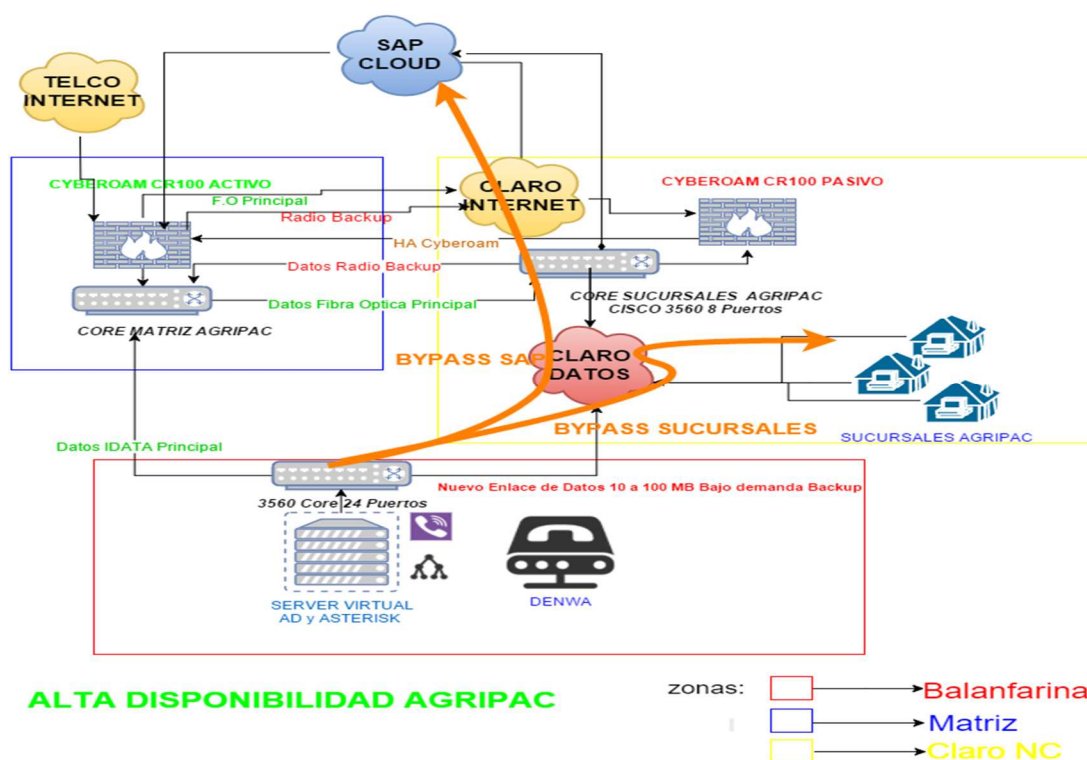 SAP
CLOUD
TELCO
INTERNET
CYBEROAM CR100 ACTIVO
F.O Principal
Radio Backup
CLARO
INTERNET
CYBEROAM CR100 PASIVO
HA Cyberoam
Datos Radio Backup
Datos Fibra Optica Principal
CORE MATRIZ AGRIPAC
CORE SUCURSALES AGRIPAC
CISCO 3560 8 Puertos
BYPASS SAP
CLARO
DATOS
BYPASS SUCURSALES
SUCURSALES AGRIPAC
Datos IDATA Principal
Nuevo Enlace de Datos 10 a 100 MB Bajo demanda Backup
3560 Core 24 Puertos
SERVER VIRTUAL
AD y ASTERISK
DENWA
ALTA DISPONIBILIDAD AGRIPAC
zonas:
Balanfarina
Matriz
Claro NC